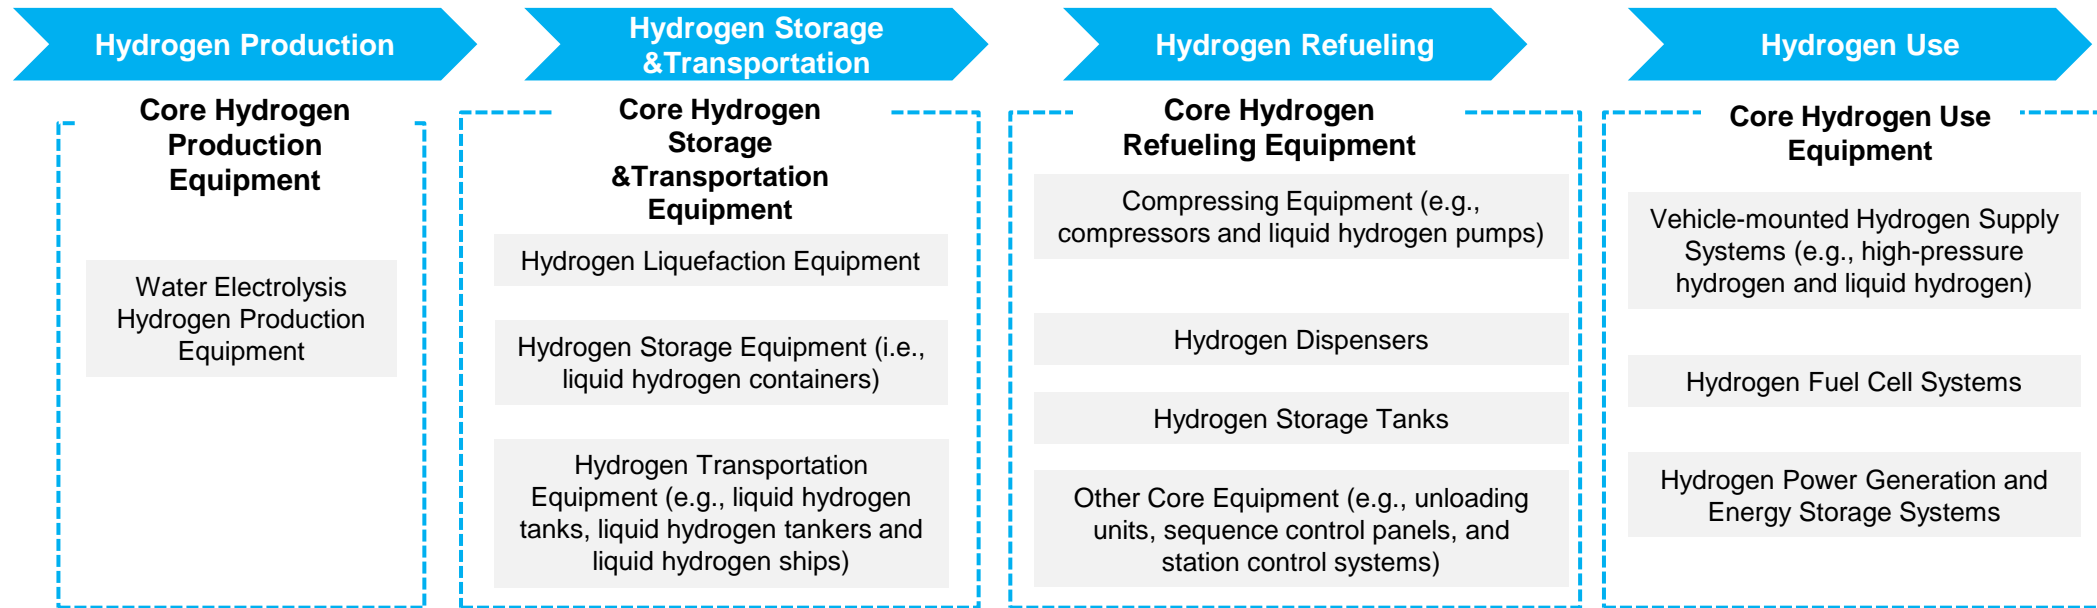 Hydrogen Production
Hydrogen Storage
&Transportation
Hydrogen Refueling
Hydrogen Use
Core Hydrogen
Production
Equipment
Water Electrolysis
Hydrogen Production
Equipment
Core Hydrogen
Storage
&Transportation
Equipment
Hydrogen Liquefaction Equipment
Hydrogen Storage Equipment (i.e.,
liquid hydrogen containers)
Hydrogen Transportation
Equipment (e.g., liquid hydrogen
tanks, liquid hydrogen tankers and
liquid hydrogen ships)
Core Hydrogen
Refueling Equipment
Compressing Equipment (e.g.,
compressors and liquid hydrogen pumps)
Hydrogen Dispensers
Hydrogen Storage Tanks
Other Core Equipment (e.g., unloading
units, sequence control panels, and
station control systems)
Core Hydrogen Use
Equipment
Vehicle-mounted Hydrogen Supply
Systems (e.g., high-pressure
hydrogen and liquid hydrogen)
Hydrogen Fuel Cell Systems
Hydrogen Power Generation and
Energy Storage Systems